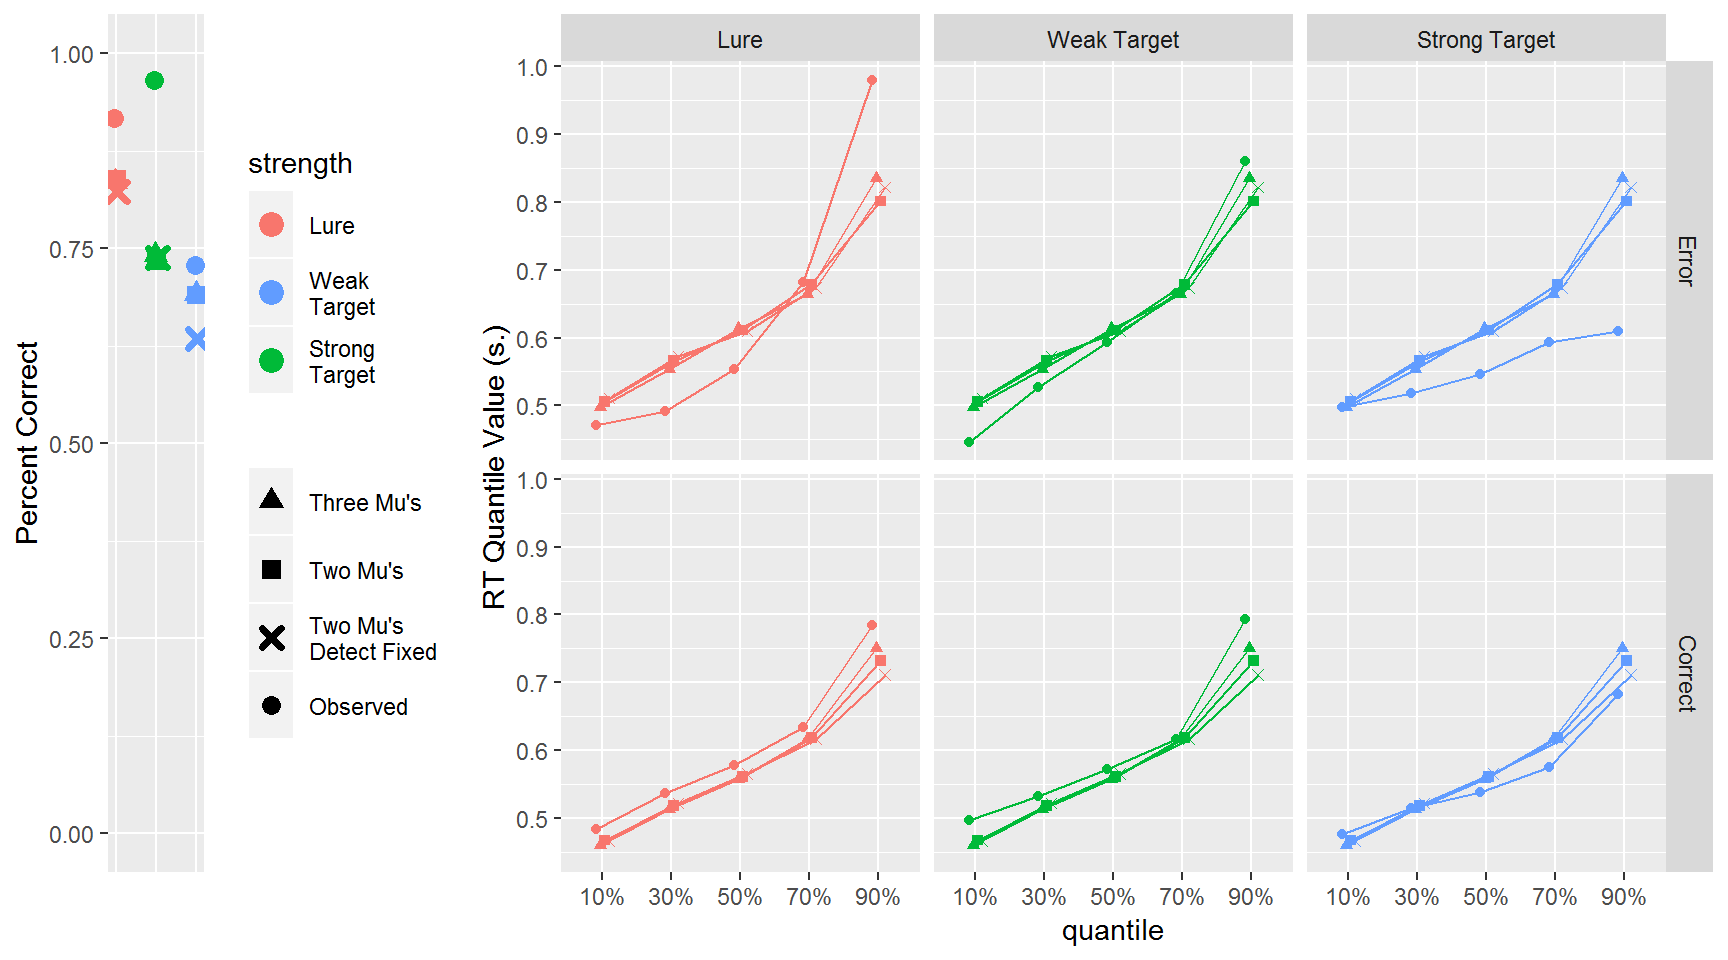 Percent Correct
1.00
0.75
0.50
0.25
0.00
strength
Lure
Weak
Target
Strong
Target
Three Mu's
Two Mu's
Two Mu's
Detect Fixed
Observed
RT Quantile Value (s.)
Lure
Weak Target
Strong Target
1.0
0.9
0.8
0.7
0.6
0.5
Error
1.0
0.9
0.8
0.7
0.6
0.5
Correct
10% 30% 50% 70% 90%
10% 30% 50% 70% 90%
10% 30% 50% 70% 90%
quantile